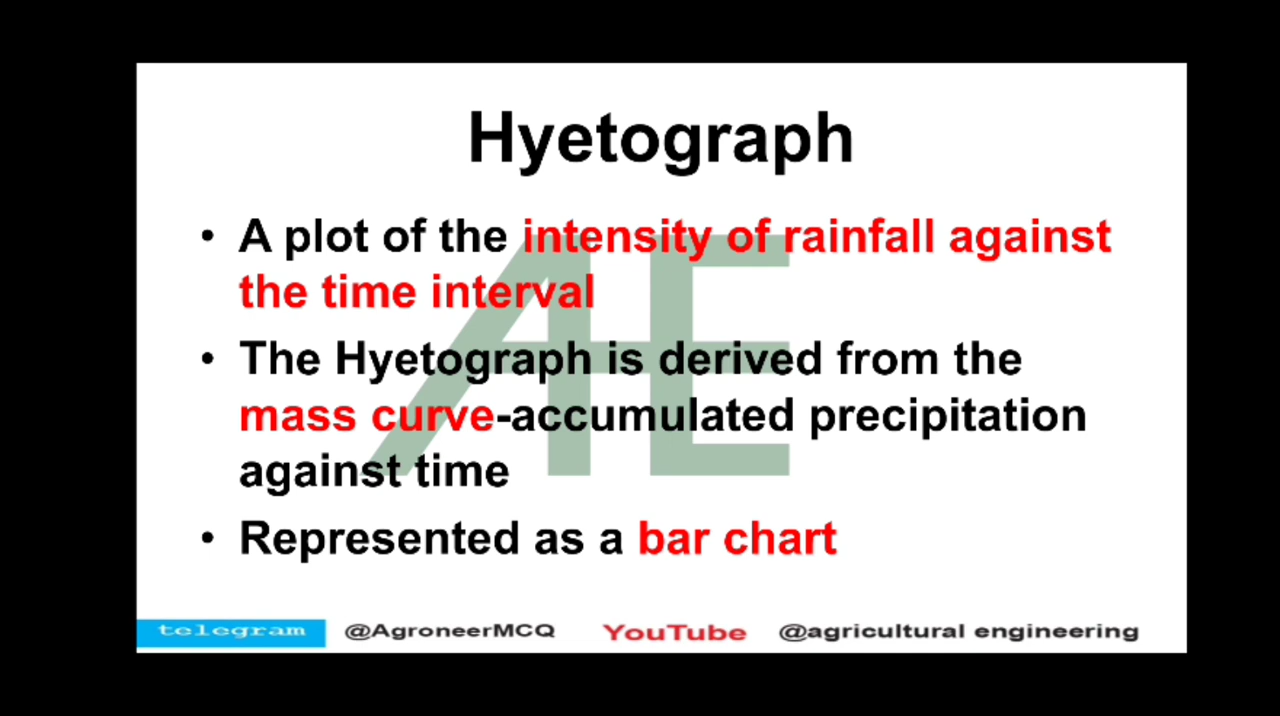 Hyetograph
• A plot of the intensity of rainfall against
the time interval
• The Hyetograph is derived from the
mass curve-accumulated precipitation
against time
• Represented as a bar chart
AE
telegram @AgroneerMCQ YouTube @agricultural engineering